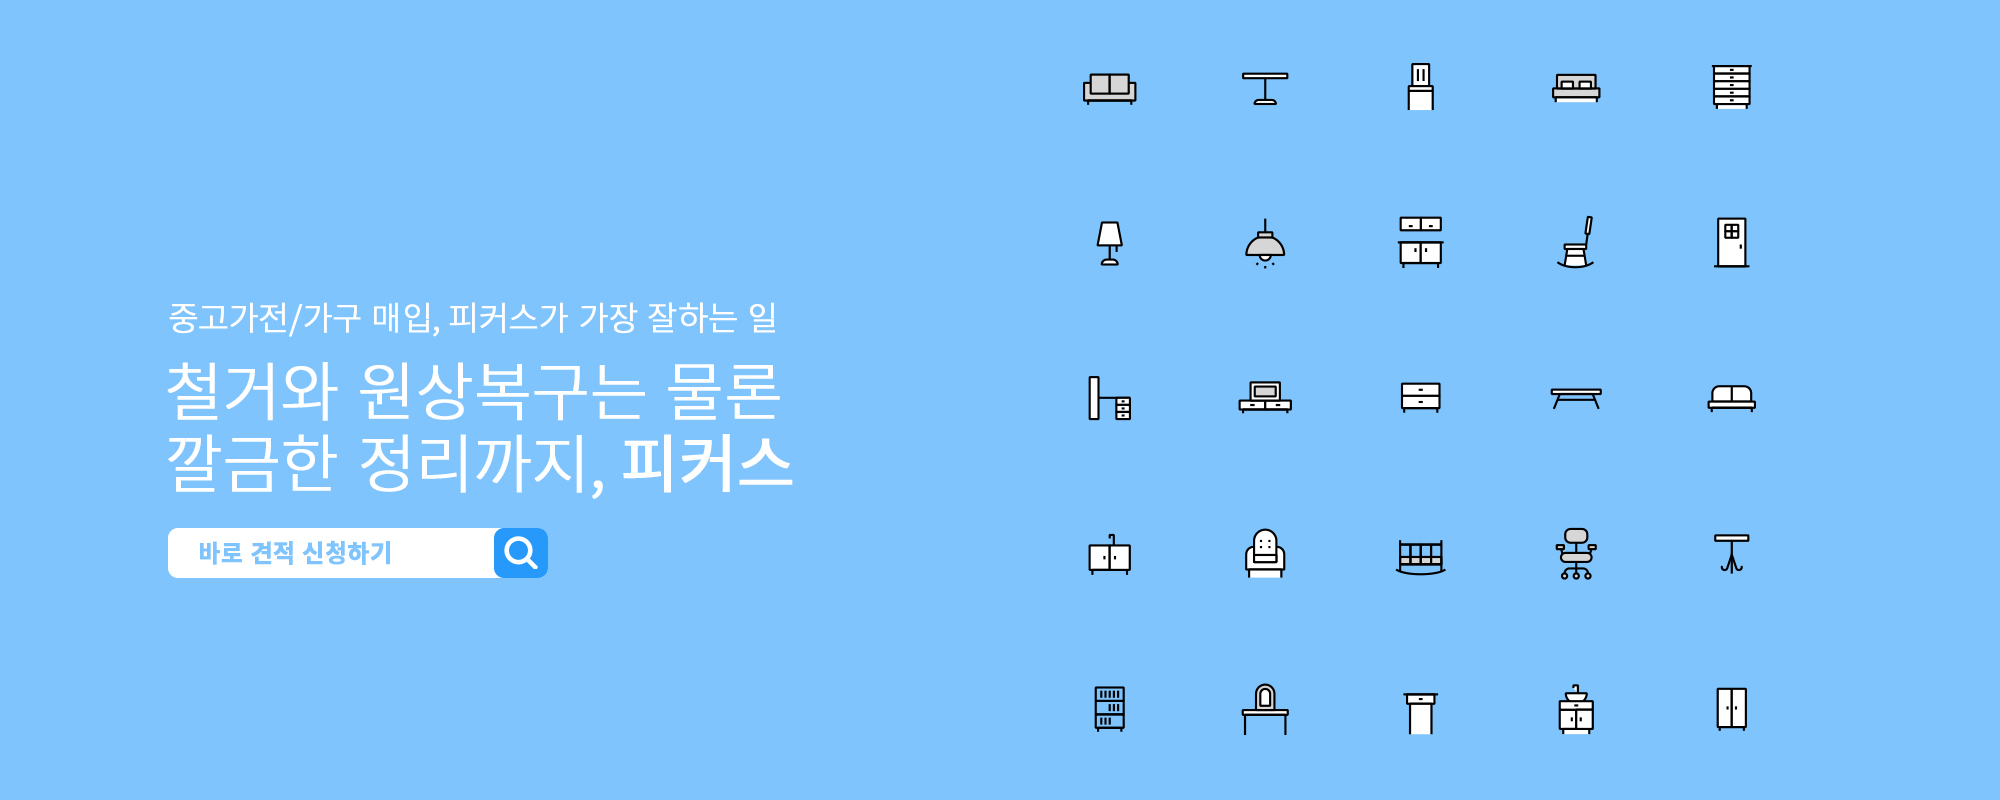 중고가전/가구 매입, 피커스가 가장 잘하는 일
철거와 원상복구는 물론
깔금한 정리까지, 피커스
바로 견적 신청하기